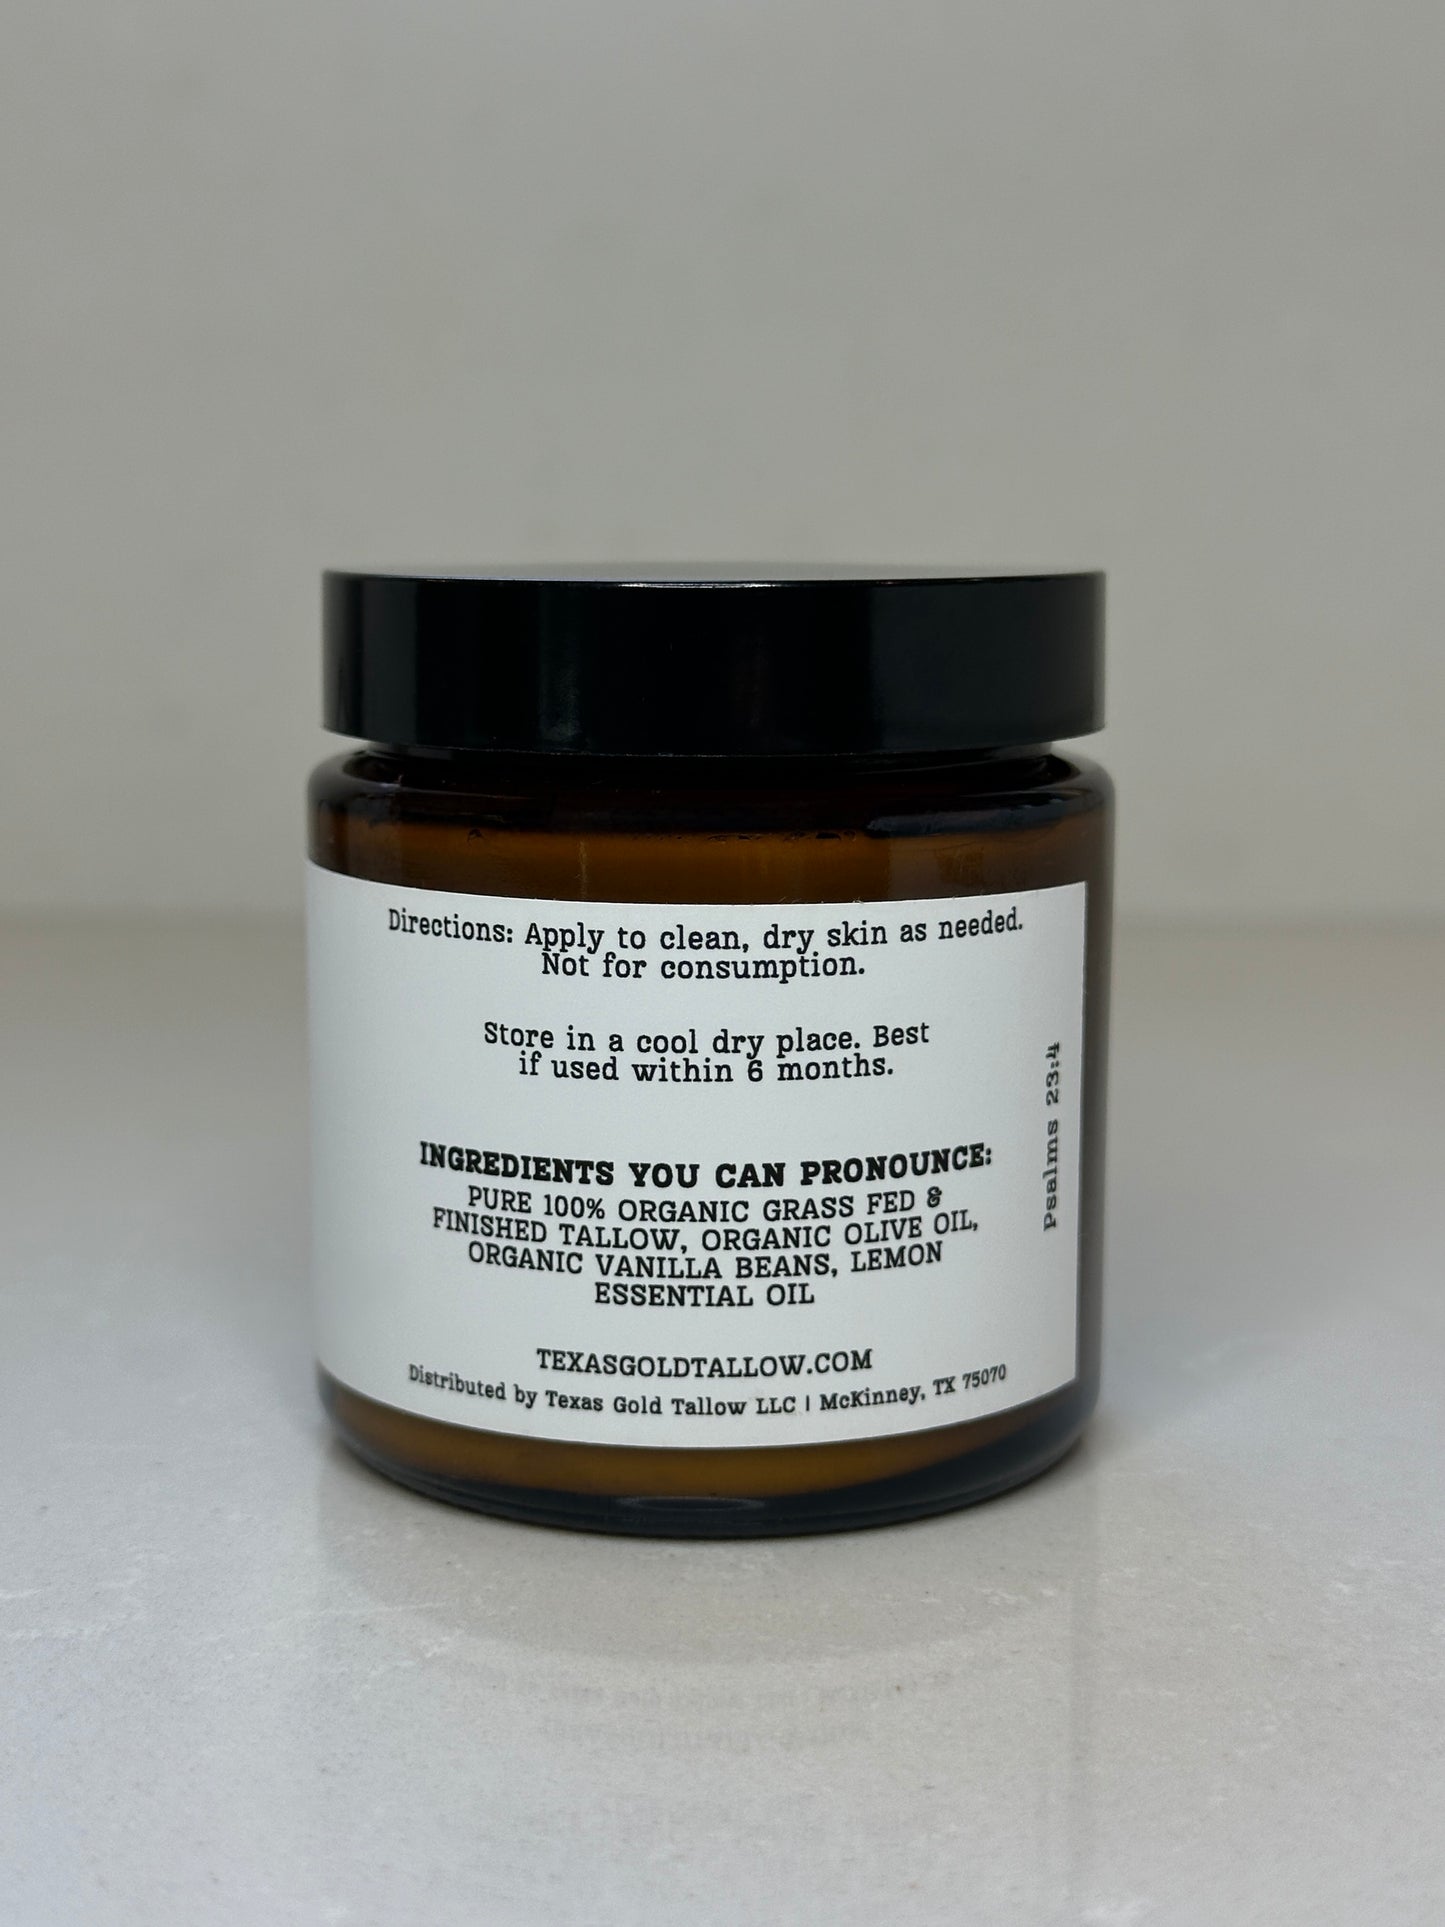 Directions: Apply to clean, dry skin as needed.
Not for consumption.
Store in a cool dry place. Best
if used within 6 months.
INGREDIENTS YOU CAN PRONOUNCE:
PURE 100% ORGANIC GRASS FED &
FINISHED TALLOW, ORGANIC OLIVE OIL,
ORGANIC VANILLA BEANS, LEMON
ESSENTIAL OIL
TEXASGOLDTALLOW.COM
Distributed by Texas Gold Tallow LLC | McKinney, TX 75070
Psalms 23:4